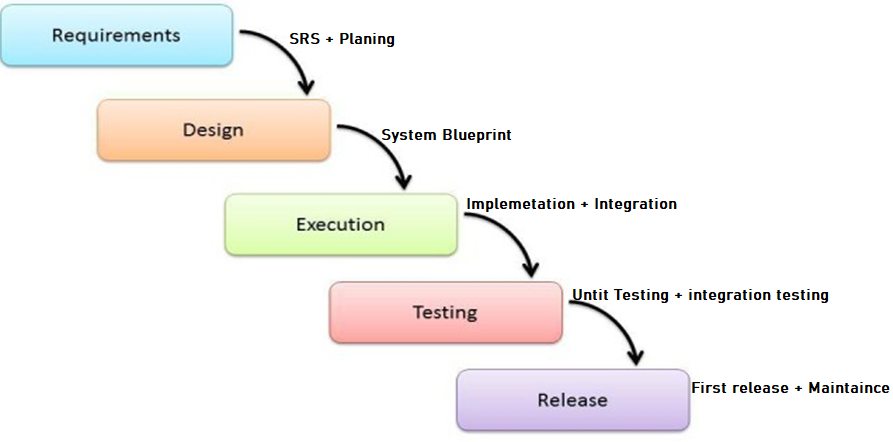 Requirements
SRS + Planing
Design
System Blueprint
Execution
Implemetation + Integration
Testing
Untit Testing + integration testing
Release
First release + Maintaince